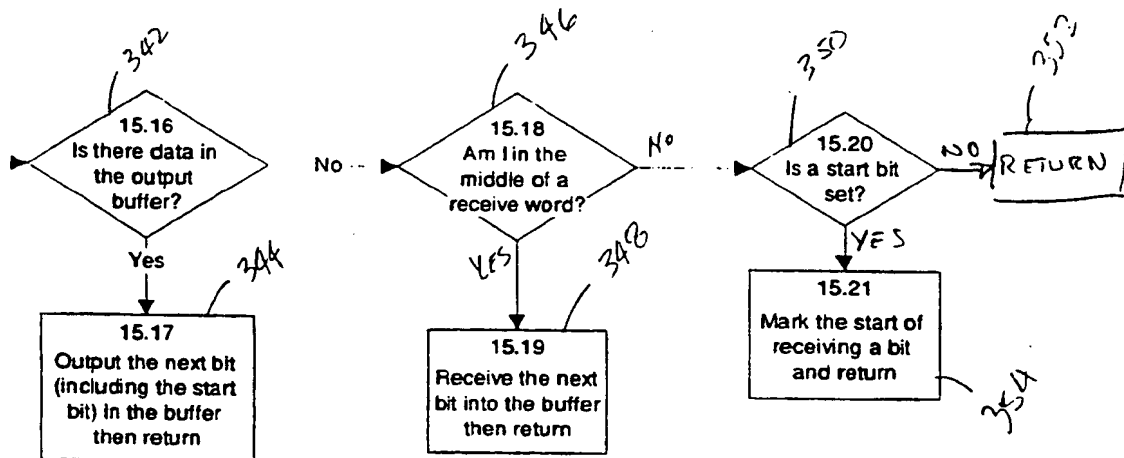 342
346
350
352
15.16
Is there data in
the output
buffer?
No
15.18
Am I in the
middle of a
receive word?
NO
15.20
Is a start bit
set?
NO
RETURN
Yes
344
YES
348
YES
15.17
Output the next bit
(including the start
bit) In the buffer
then return
15.19
Receive the next
bit into the buffer
then return
15.21
Mark the start of
receiving a bit
and return
354